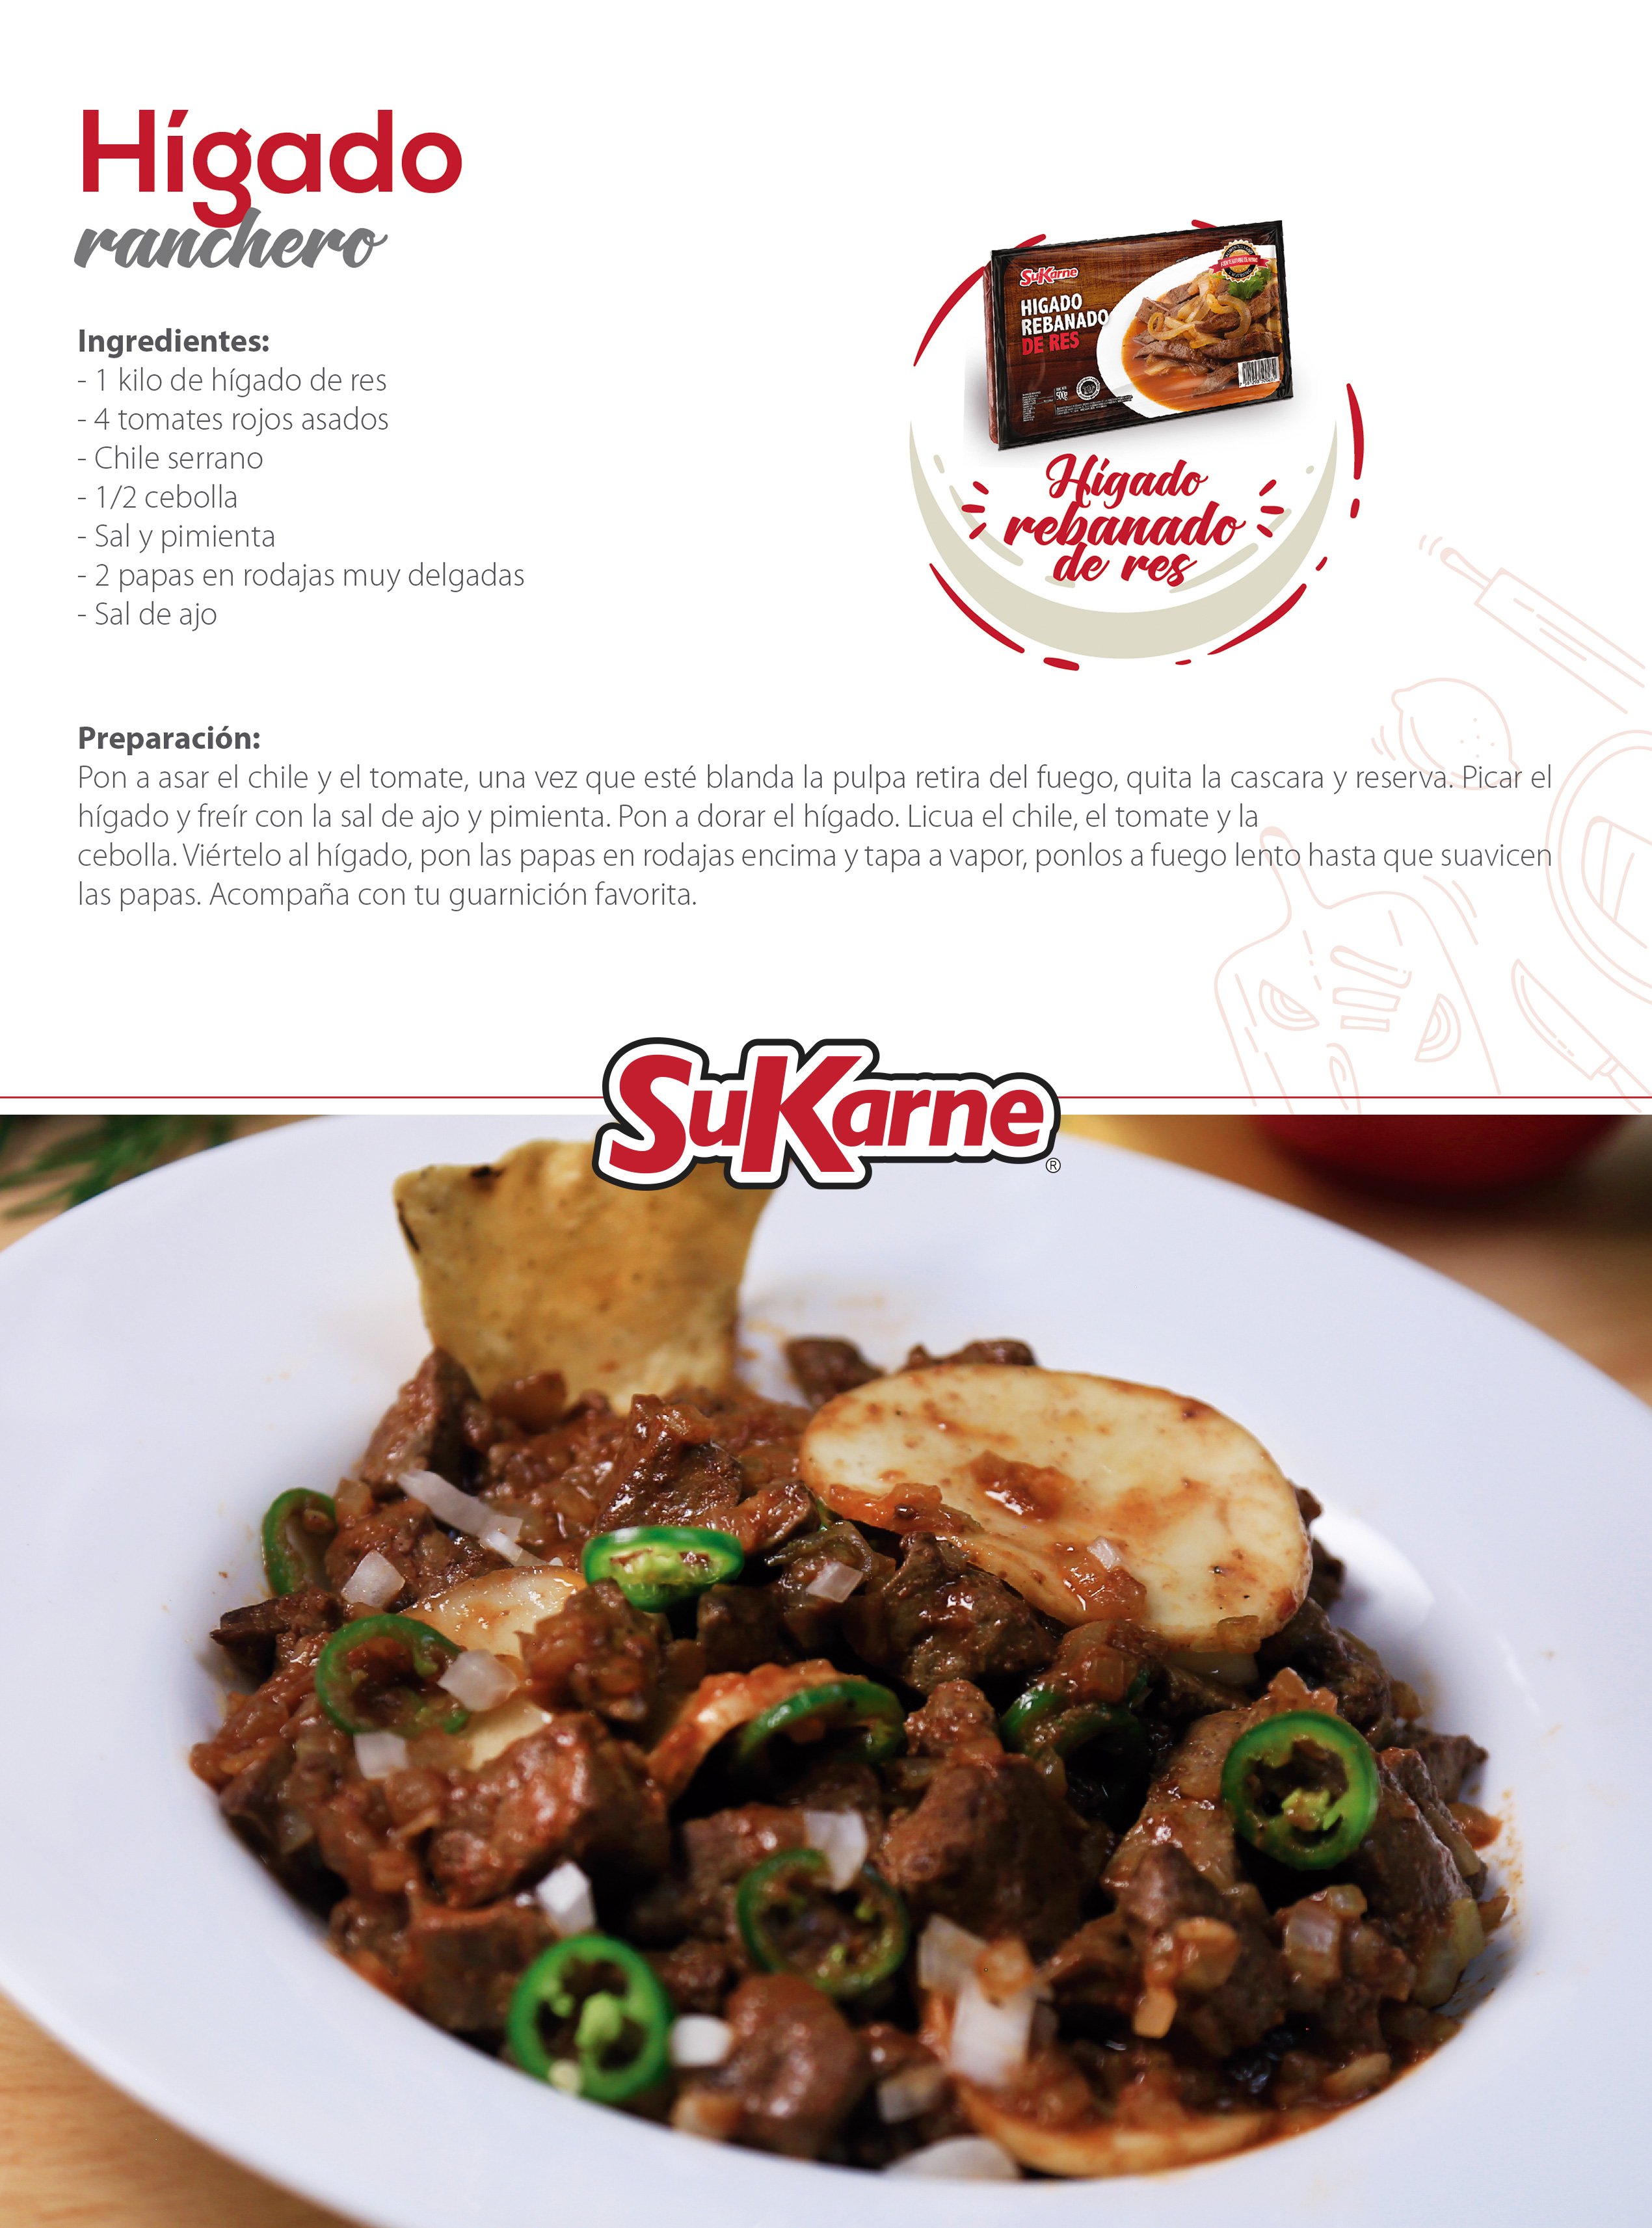 Hígado
ranchero
Ingredientes:
- 1 kilo de hígado de res
- 4 tomates rojos asados
- Chile serrano
- 1/2 cebolla
- Sal y pimienta
- 2 papas en rodajas muy delgadas
- Sal de ajo
SuKarne
HIGADO
REBANADO
DE RES
500g
Hígado
rebanado
de res
Preparación:
Pon a asar el chile y el tomate, una vez que esté blanda la pulpa retira del fuego, quita la cascara y reserva. Picar el
hígado y freír con la sal de ajo y pimienta. Pon a dorar el hígado. Licua el chile, el tomate y la
cebolla. Viértelo al hígado, pon las papas en rodajas encima y tapa a vapor, ponlos a fuego lento hasta que suavicen
las papas. Acompaña con tu guarnición favorita.
SuKarne®